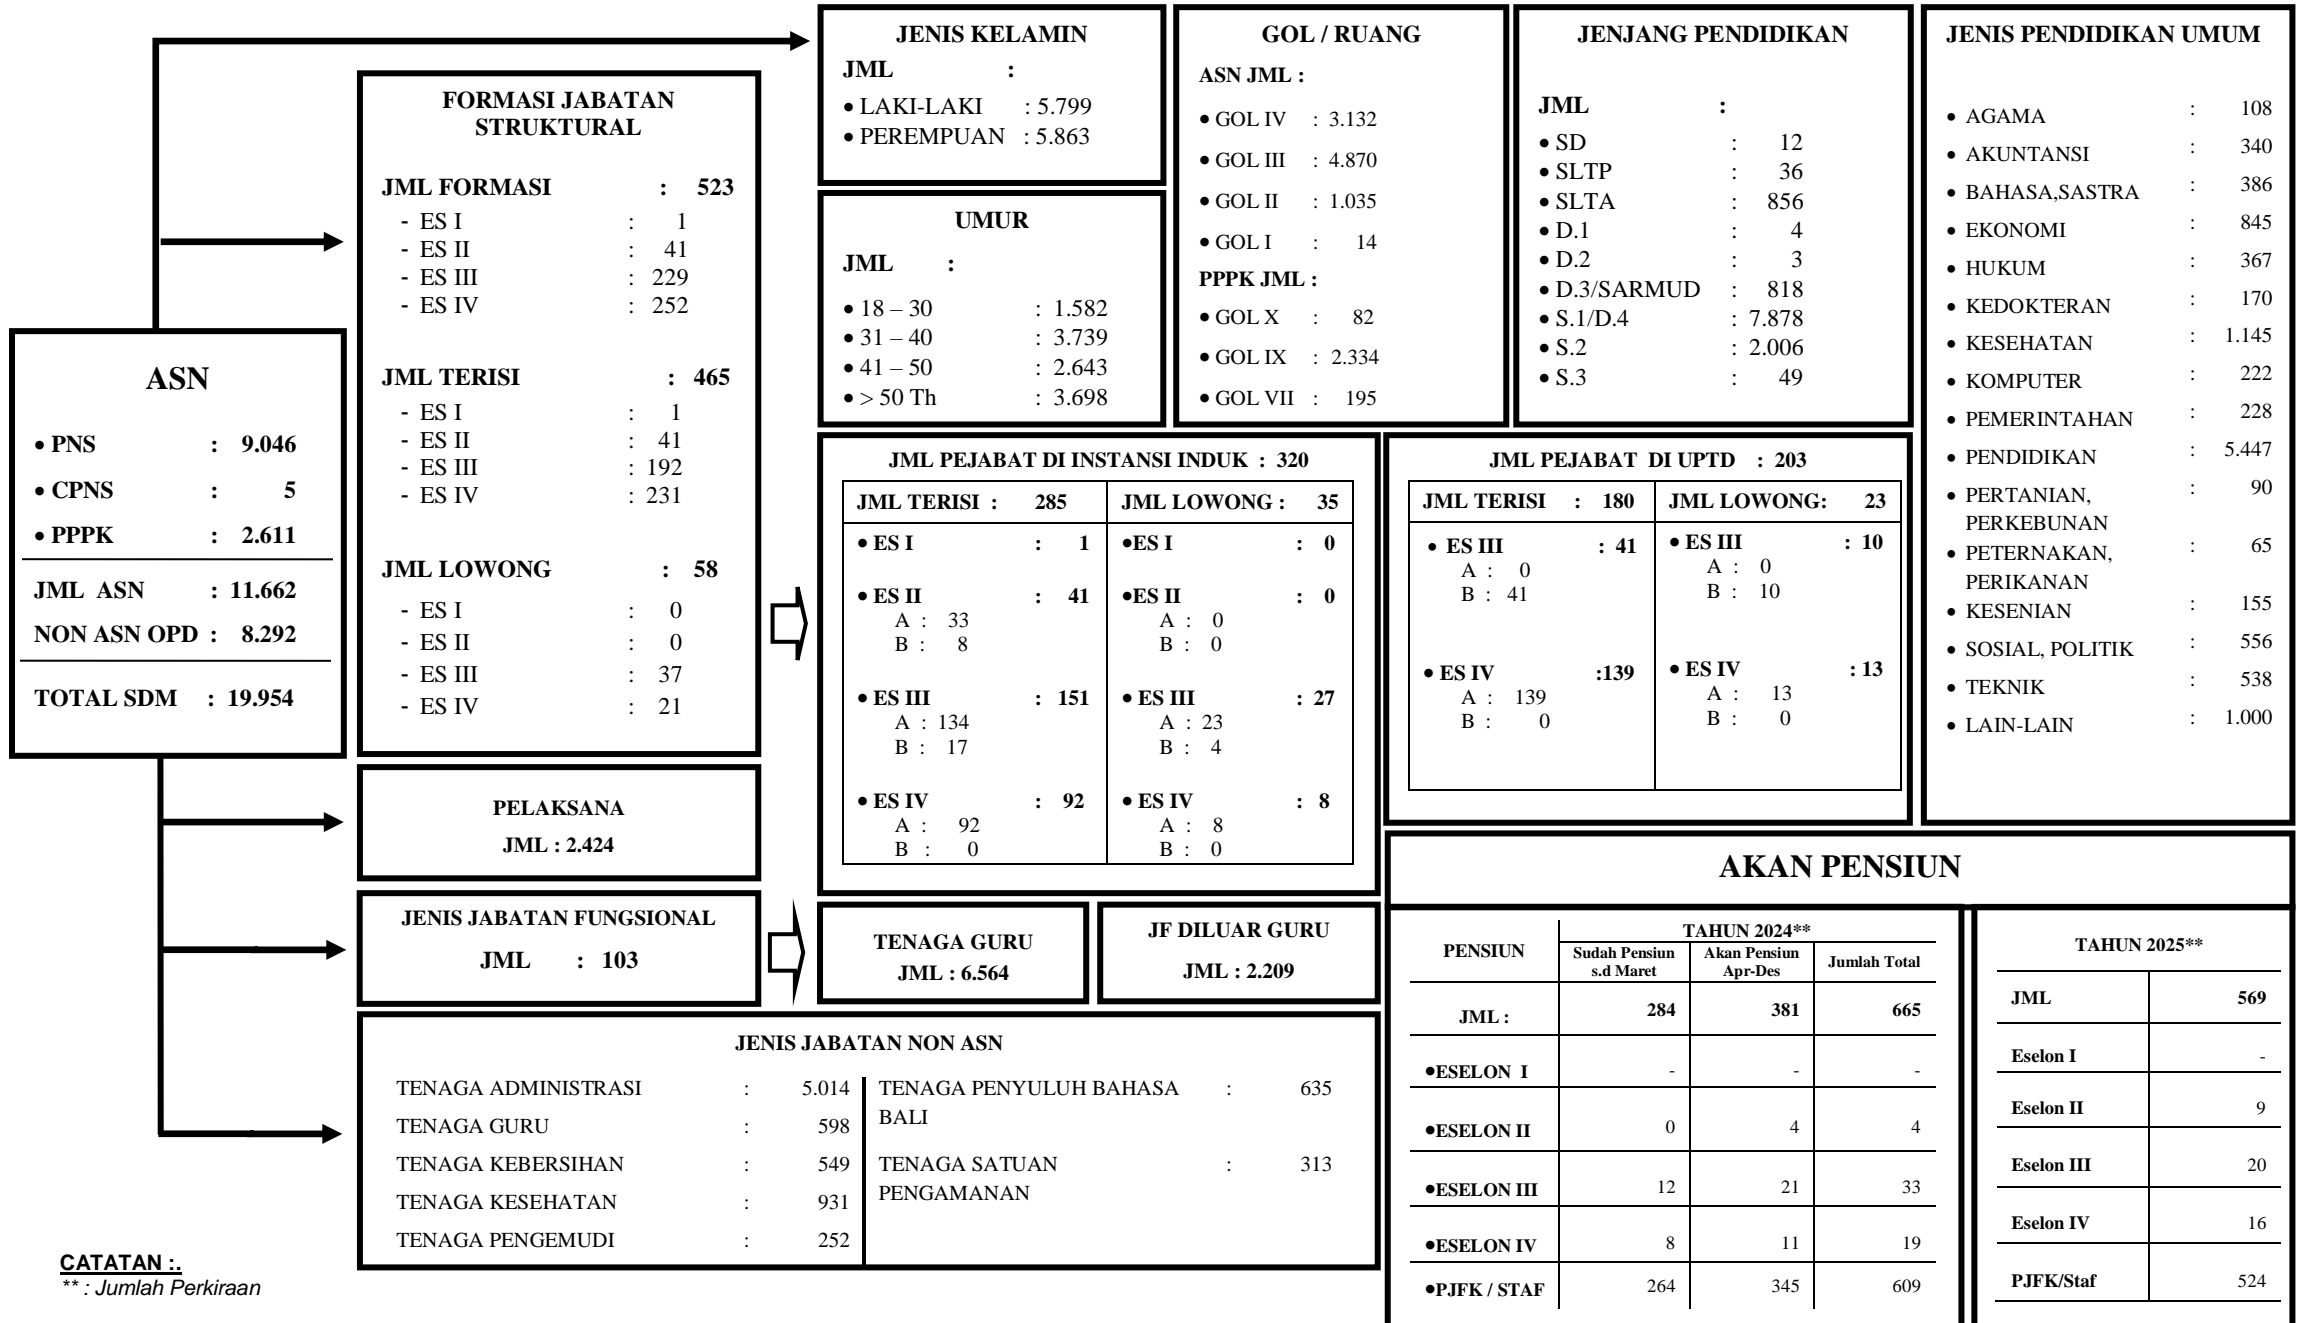 ASN
• PNS : 9.046
• CPNS : 5
• PPPK : 2.611
JML ASN : 11.662
NON ASN OPD : 8.292
TOTAL SDM : 19.954
FORMASI JABATAN
STRUKTURAL
JML FORMASI : 523
- ES I : 1
- ES II : 41
- ES III : 229
- ES IV : 252
JML TERISI : 465
- ES I : 1
- ES II : 41
- ES III : 192
- ES IV : 231
JML LOWONG : 58
- ES I : 0
- ES II : 0
- ES III : 37
- ES IV : 21
PELAKSANA
JML : 2.424
JENIS JABATAN FUNGSIONAL
JML : 103
JENIS KELAMIN
JML :
• LAKI-LAKI : 5.799
• PEREMPUAN : 5.863
UMUR
JML :
• 18 – 30 : 1.582
• 31 – 40 : 3.739
• 41 – 50 : 2.643
• > 50 Th : 3.698
GOL / RUANG
ASN JML :
• GOL IV : 3.132
• GOL III : 4.870
• GOL II : 1.035
• GOL I : 14
PPPK JML :
• GOL X : 82
• GOL IX : 2.334
• GOL VII : 195
JENJANG PENDIDIKAN
JML :
• SD : 12
• SLTP : 36
• SLTA : 856
• D.1 : 4
• D.2 : 3
• D.3/SARMUD : 818
• S.1/D.4 : 7.878
• S.2 : 2.006
• S.3 : 49
JENIS PENDIDIKAN UMUM
• AGAMA : 108
• AKUNTANSI : 340
• BAHASA,SASTRA : 386
• EKONOMI : 845
• HUKUM : 367
• KEDOKTERAN : 170
• KESEHATAN : 1.145
• KOMPUTER : 222
• PEMERINTAHAN : 228
• PENDIDIKAN : 5.447
• PERTANIAN, : 90
PERKEBUNAN
• PETERNAKAN, : 65
PERIKANAN
• KESENIAN : 155
• SOSIAL, POLITIK : 556
• TEKNIK : 538
• LAIN-LAIN : 1.000
JML PEJABAT DI INSTANSI INDUK : 320
JML TERISI : 285
• ES I : 1
• ES II : 41
A : 33
B : 8
• ES III : 151
A : 134
B : 17
• ES IV : 92
A : 92
B : 0
JML LOWONG : 35
•ES I : 0
•ES II : 0
A : 0
B : 0
• ES III : 27
A : 23
B : 4
• ES IV : 8
A : 8
B : 0
JML PEJABAT DI UPTD : 203
JML TERISI : 180
• ES III : 41
A : 0
B : 41
• ES IV :139
A : 139
B : 0
JML LOWONG: 23
• ES III : 10
A : 0
B : 10
• ES IV : 13
A : 13
B : 0
TENAGA GURU
JML : 6.564
JF DILUAR GURU
JML : 2.209
JENIS JABATAN NON ASN
TENAGA ADMINISTRASI : 5.014
TENAGA GURU : 598
TENAGA KEBERSIHAN : 549
TENAGA KESEHATAN : 931
TENAGA PENGEMUDI : 252
TENAGA PENYULUH BAHASA : 635
BALI
TENAGA SATUAN : 313
PENGAMANAN
AKAN PENSIUN
PENSIUN
TAHUN 2024**
Sudah Pensiun
s.d Maret
Akan Pensiun
Apr-Des
Jumlah Total
JML : 284 381 665
•ESELON I - - -
•ESELON II 0 4 4
•ESELON III 12 21 33
•ESELON IV 8 11 19
•PJFK / STAF 264 345 609
TAHUN 2025**
JML 569
Eselon I -
Eselon II 9
Eselon III 20
Eselon IV 16
PJFK/Staf 524
CATATAN :.
** : Jumlah Perkiraan